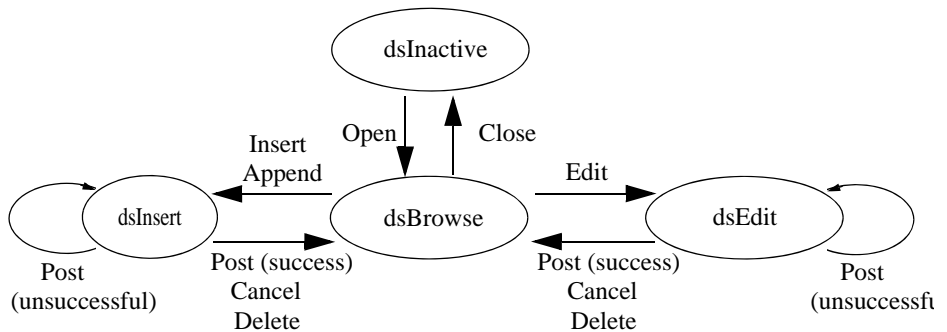 dsInactive
Open
Close
Insert
Append
Edit
dsInsert
dsBrowse
dsEdit
Post
(unsuccessful)
Post (success)
Cancel
Delete
Post (success)
Cancel
Delete
Post
(unsuccessfu